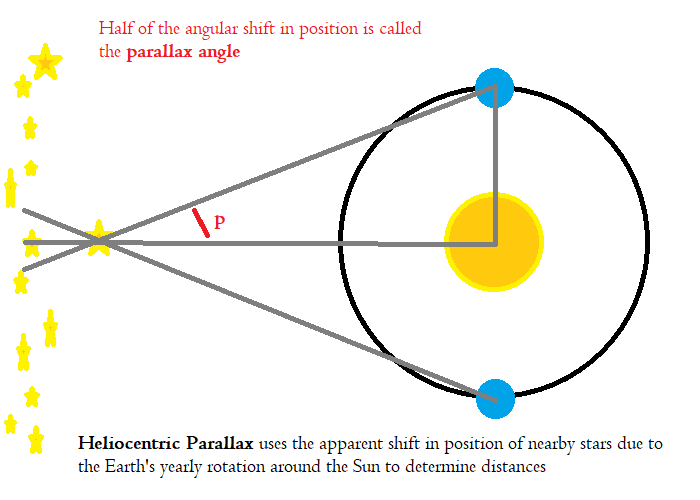 Half of the angular shift in position is called
the parallax angle
P
Heliocentric Parallax uses the apparent shift in position of nearby stars due to
the Earth's yearly rotation around the Sun to determine distances